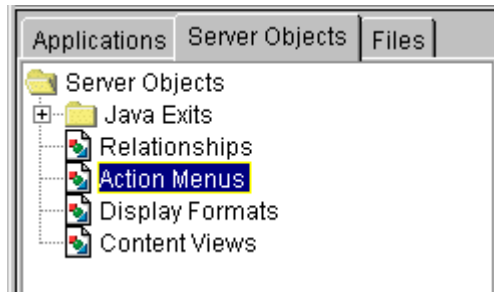 Applications Server Objects Files
Server Objects
Java Exits
Relationships
Action Menus
Display Formats
Content Views